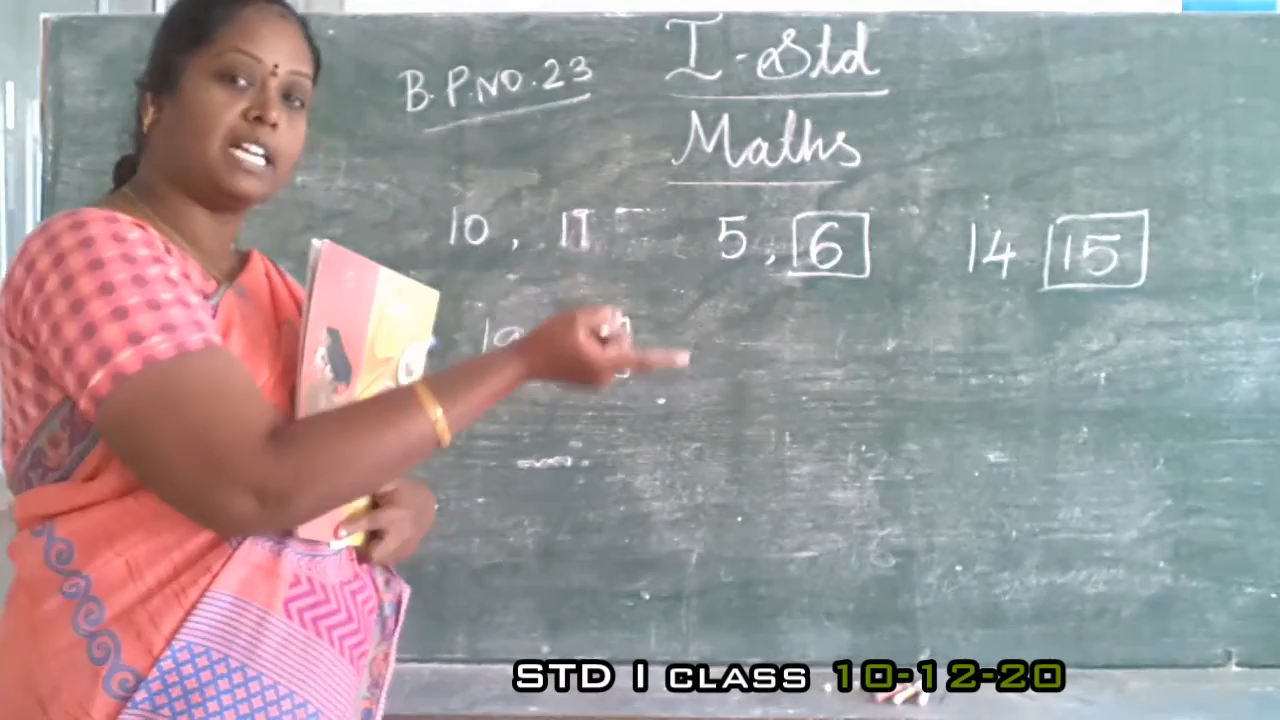 I - Std
B.P.NO.23
Maths
10, 11 5, 6 14 15
STD I CLASS 10-12-20